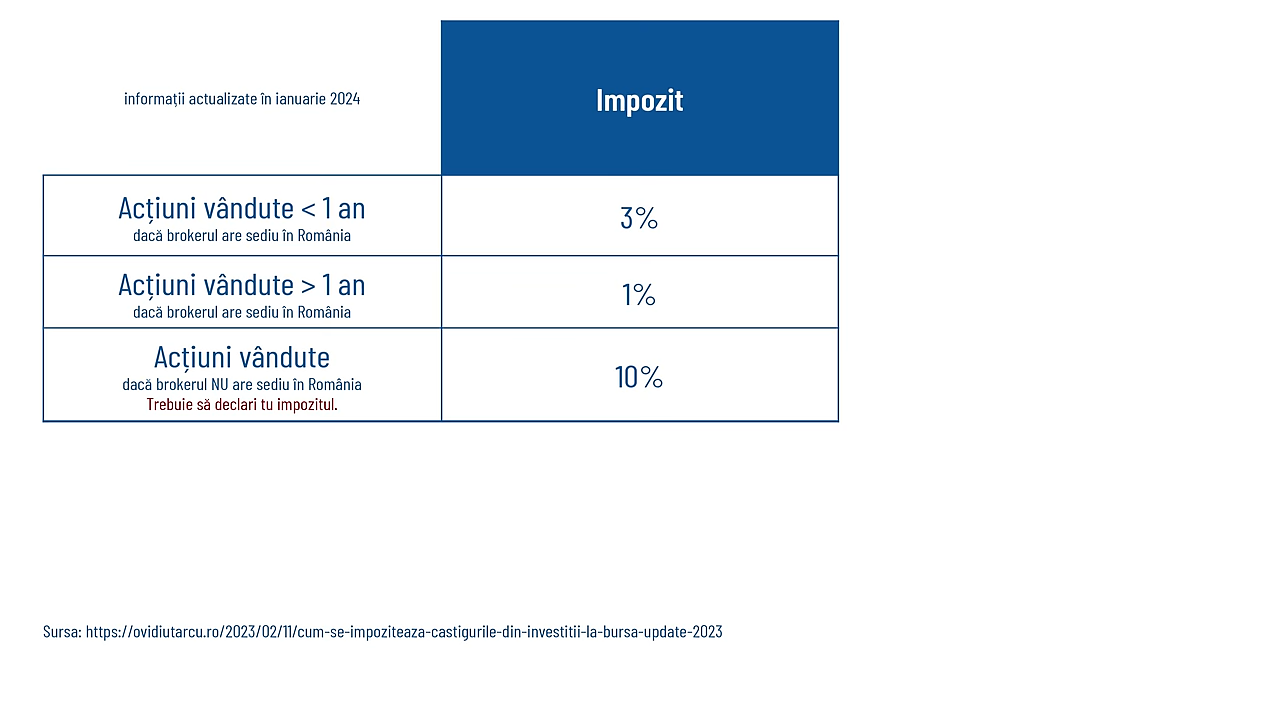 informații actualizate în ianuarie 2024
Impozit
Acțiuni vândute < 1 an
dacă brokerul are sediu în România
3%
Acțiuni vândute > 1 an
dacă brokerul are sediu în România
1%
Acțiuni vândute
dacă brokerul NU are sediu în România
Trebuie să declari tu impozitul.
10%
Sursa: https://ovidiutarcu.ro/2023/02/11/cum-se-impoziteaza-castigurile-din-investitii-la-bursa-update-2023